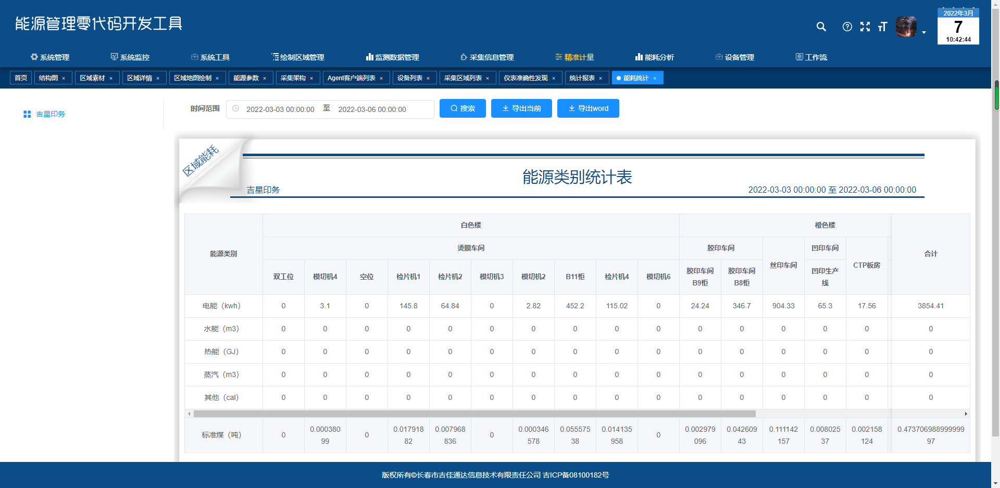 能源管理零代码开发工具
2022年3月
7
10:42:44
系统管理 系统监控 系统工具 绘制区域管理 监测数据管理 采集信息管理 精准计量 能耗分析 设备管理 工作流
首页 结构图 × 区域素材 × 区域详情 × 区域地图绘制 × 能源参数 × 采集架构 × Agent客户端列表 × 设备列表 × 采集区域列表 × 仪表准确性发现 × 统计报表 × 能耗统计 ×
吉星印务
时间范围 2022-03-03 00:00:00 至 2022-03-06 00:00:00 搜索 导出当前 导出word
区域能耗
能源类别统计表
吉星印务 2022-03-03 00:00:00 至 2022-03-06 00:00:00
能源类别 白色楼 橙色楼 合计
烫膜车间 胶印车间 丝印车间 凹印车间 CTP板房
双工位 模切机4 空位 检片机1 检片机2 模切机3 模切机2 B11柜 检片机4 模切机6 胶印车间B9柜 胶印车间B8柜 凹印生产线
电能（kwh） 0 3.1 0 145.8 64.84 0 2.82 452.2 115.02 0 24.24 346.7 904.33 65.3 17.56 3854.41
水能（m3） 0 0 0 0 0 0 0 0 0 0 0 0 0 0 0 0
热能（GJ） 0 0 0 0 0 0 0 0 0 0 0 0 0 0 0 0
蒸汽（m3） 0 0 0 0 0 0 0 0 0 0 0 0 0 0 0 0
其他（cal） 0 0 0 0 0 0 0 0 0 0 0 0 0 0 0 0
标准煤（吨） 0 0.00038099 0 0.01791882 0.007968836 0 0.000346578 0.05557538 0.014135958 0 0.002979096 0.04260943 0.111142157 0.00802537 0.002158124 0.47370698899999997
版权所有©长春市吉佳通达信息技术有限责任公司 吉ICP备08100182号